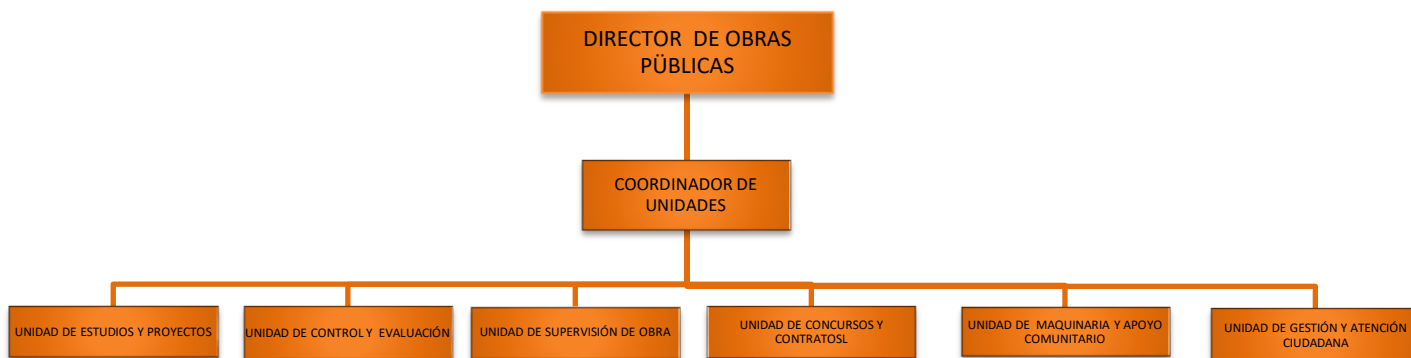 DIRECTOR DE OBRAS
PÜBLICAS
COORDINADOR DE
UNIDADES
UNIDAD DE ESTUDIOS Y PROYECTOS
UNIDAD DE CONTROL Y EVALUACIÓN
UNIDAD DE SUPERVISIÓN DE OBRA
UNIDAD DE CONCURSOS Y
CONTRATOSL
UNIDAD DE MAQUINARIA Y APOYO
COMUNITARIO
UNIDAD DE GESTIÓN Y ATENCIÓN
CIUDADANA